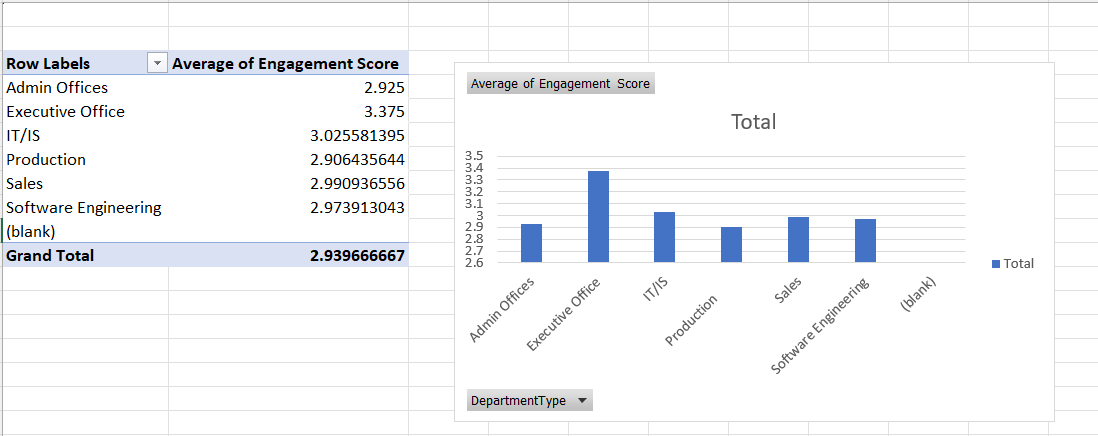 Row Labels Average of Engagement Score
Admin Offices 2.925
Executive Office 3.375
IT/IS 3.025581395
Production 2.906435644
Sales 2.990936556
Software Engineering 2.973913043
(blank)
Grand Total 2.939666667
Average of Engagement Score
Total
3.5
3.4
3.3
3.2
3.1
3
2.9
2.8
2.7
2.6
Admin Offices
Executive Office
IT/IS
Production
Sales
Software Engineering
(blank)
Total
DepartmentType